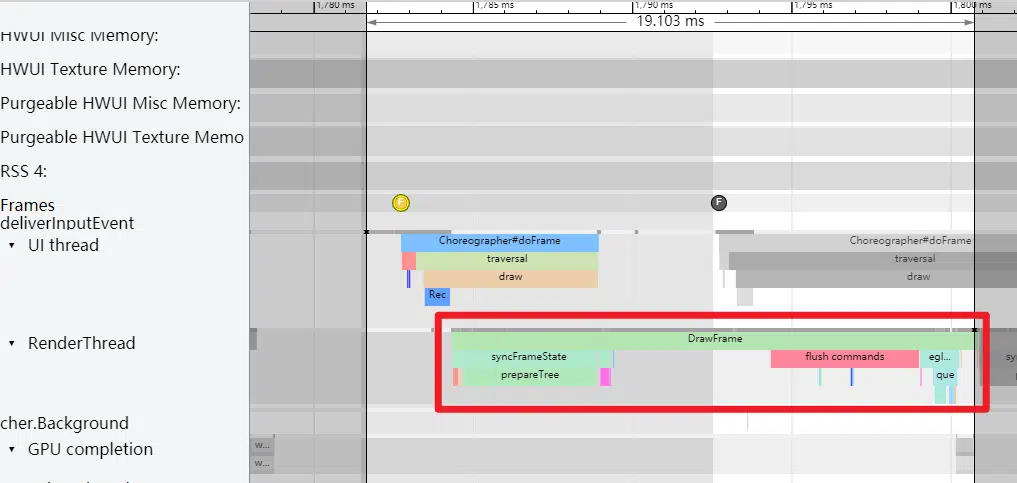 1,780 ms
1,785 ms
1,790 ms
1,795 ms
1,800 ms
19.103 ms
HWUI Misc Memory:
HWUI Texture Memory:
Purgeable HWUI Misc Memory:
Purgeable HWUI Texture Memo
RSS 4:
Frames
F
F
deliverInputEvent
UI thread
Choreographer#doFrame
Choreographer#doFrame
traversal
traversal
draw
draw
Rec
RenderThread
DrawFrame
syncFrameState
flush commands
egl...
sy
prepareTree
que
cher.Background
GPU completion
w...
w...